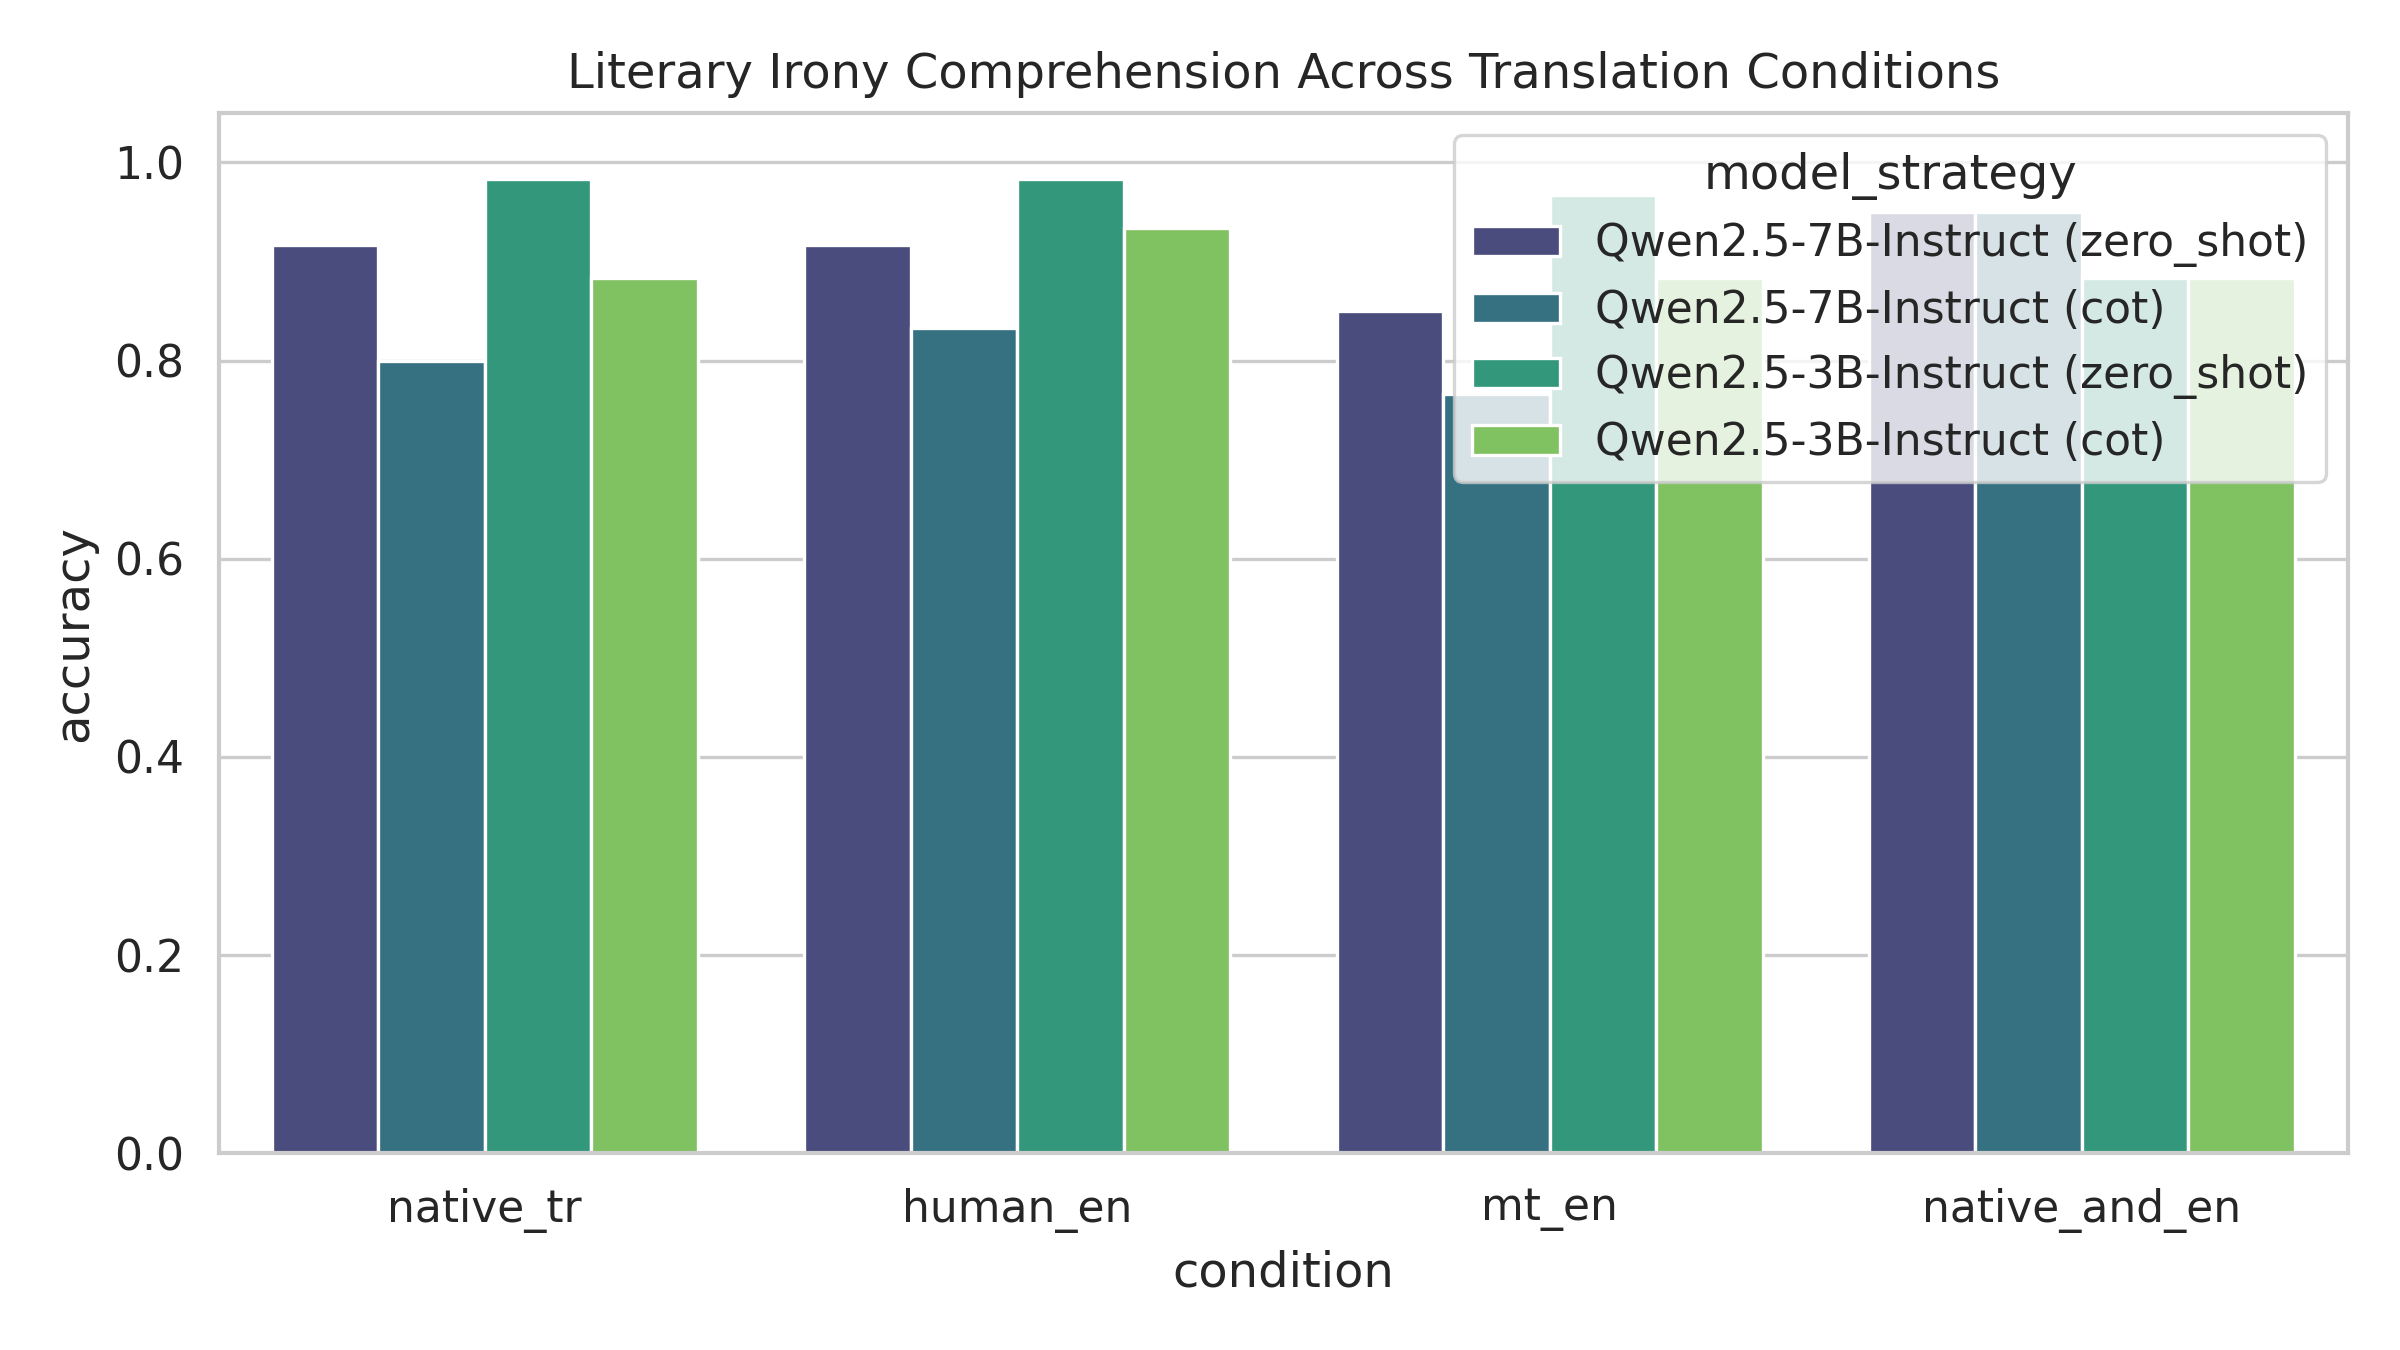 Literary Irony Comprehension Across Translation Conditions
model_strategy
Qwen2.5-7B-Instruct (zero_shot)
Qwen2.5-7B-Instruct (cot)
Qwen2.5-3B-Instruct (zero_shot)
Qwen2.5-3B-Instruct (cot)
accuracy
1.0
0.8
0.6
0.4
0.2
0.0
native_tr
human_en
mt_en
native_and_en
condition